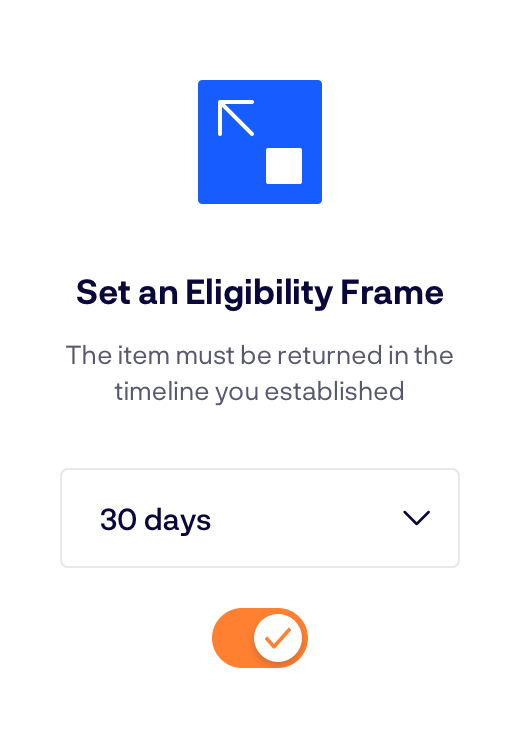 Set an Eligibility Frame
The item must be returned in the
timeline you established
30 days